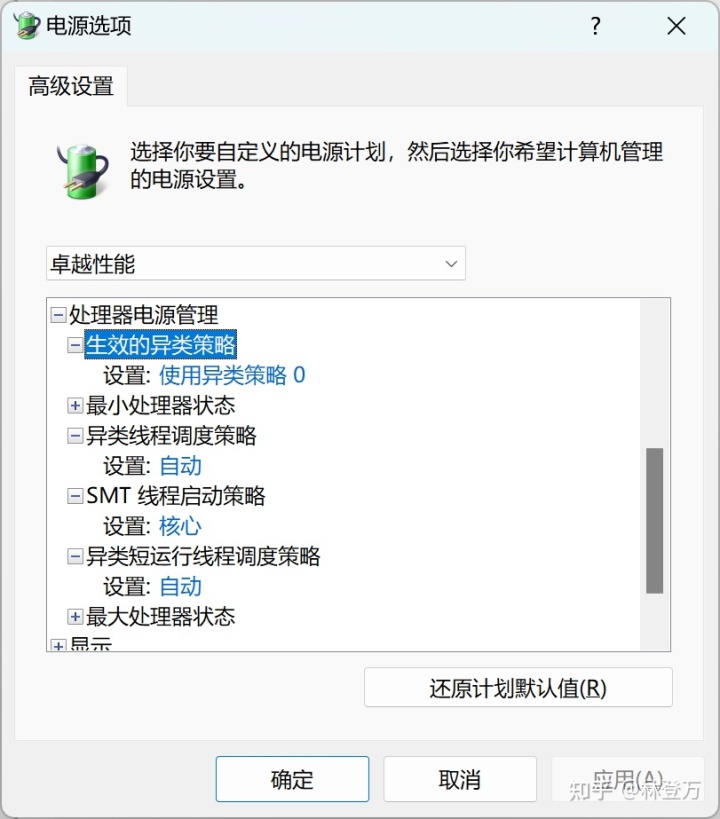 电源选项
?
高级设置
选择你要自定义的电源计划，然后选择你希望计算机管理
的电源设置。
卓越性能
处理器电源管理
生效的异类策略
设置: 使用异类策略 0
最小处理器状态
异类线程调度策略
设置: 自动
SMT 线程启动策略
设置: 核心
异类短运行线程调度策略
设置: 自动
最大处理器状态
显示
还原计划默认值(R)
确定
取消
应用(A)
知乎 @林登万